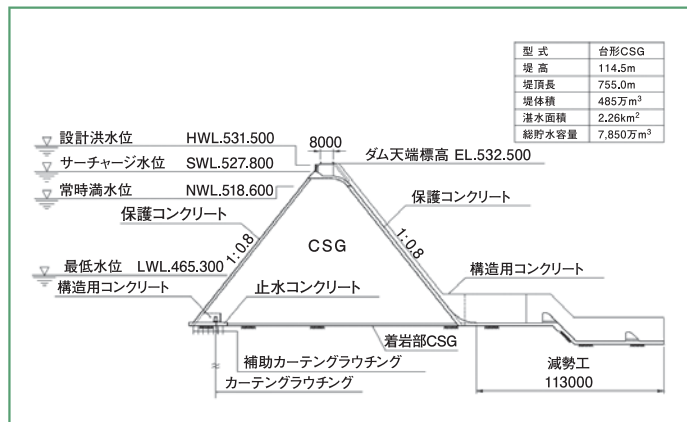 型 式 台形CSG
堤 高 114.5m
堤頂長 755.0m
堤体積 485万m³
湛水面積 2.26km²
総貯水容量 7,850万m³
設計洪水位 HWL.531.500
8000
ダム天端標高 EL.532.500
サーチャージ水位 SWL.527.800
常時満水位 NWL.518.600
保護コンクリート
保護コンクリート
1:0.8
CSG
1:0.8
最低水位 LWL.465.300
構造用コンクリート
構造用コンクリート
止水コンクリート
着岩部CSG
補助カーテングラウチング
カーテングラウチング
減勢工
113000